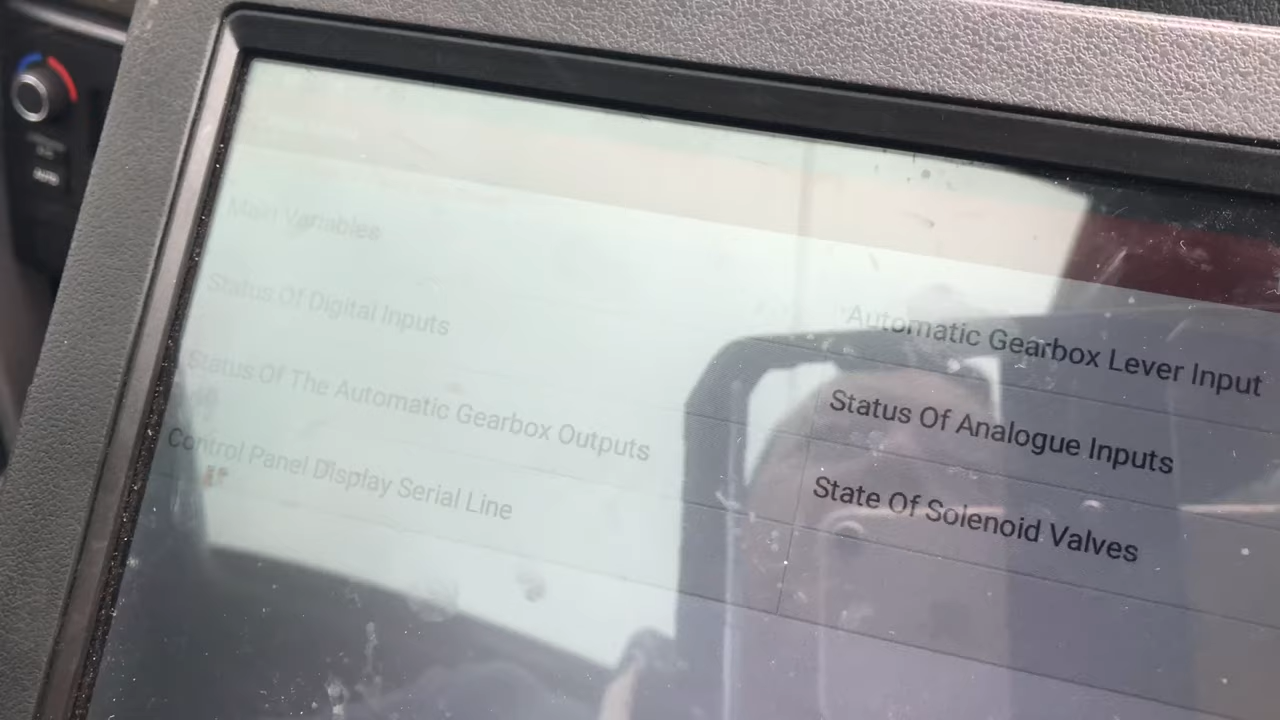 Main Variables
Automatic Gearbox Lever Input
Status Of Digital Inputs
Status Of Analogue Inputs
Status Of The Automatic Gearbox Outputs
State Of Solenoid Valves
Control Panel Display Serial Line